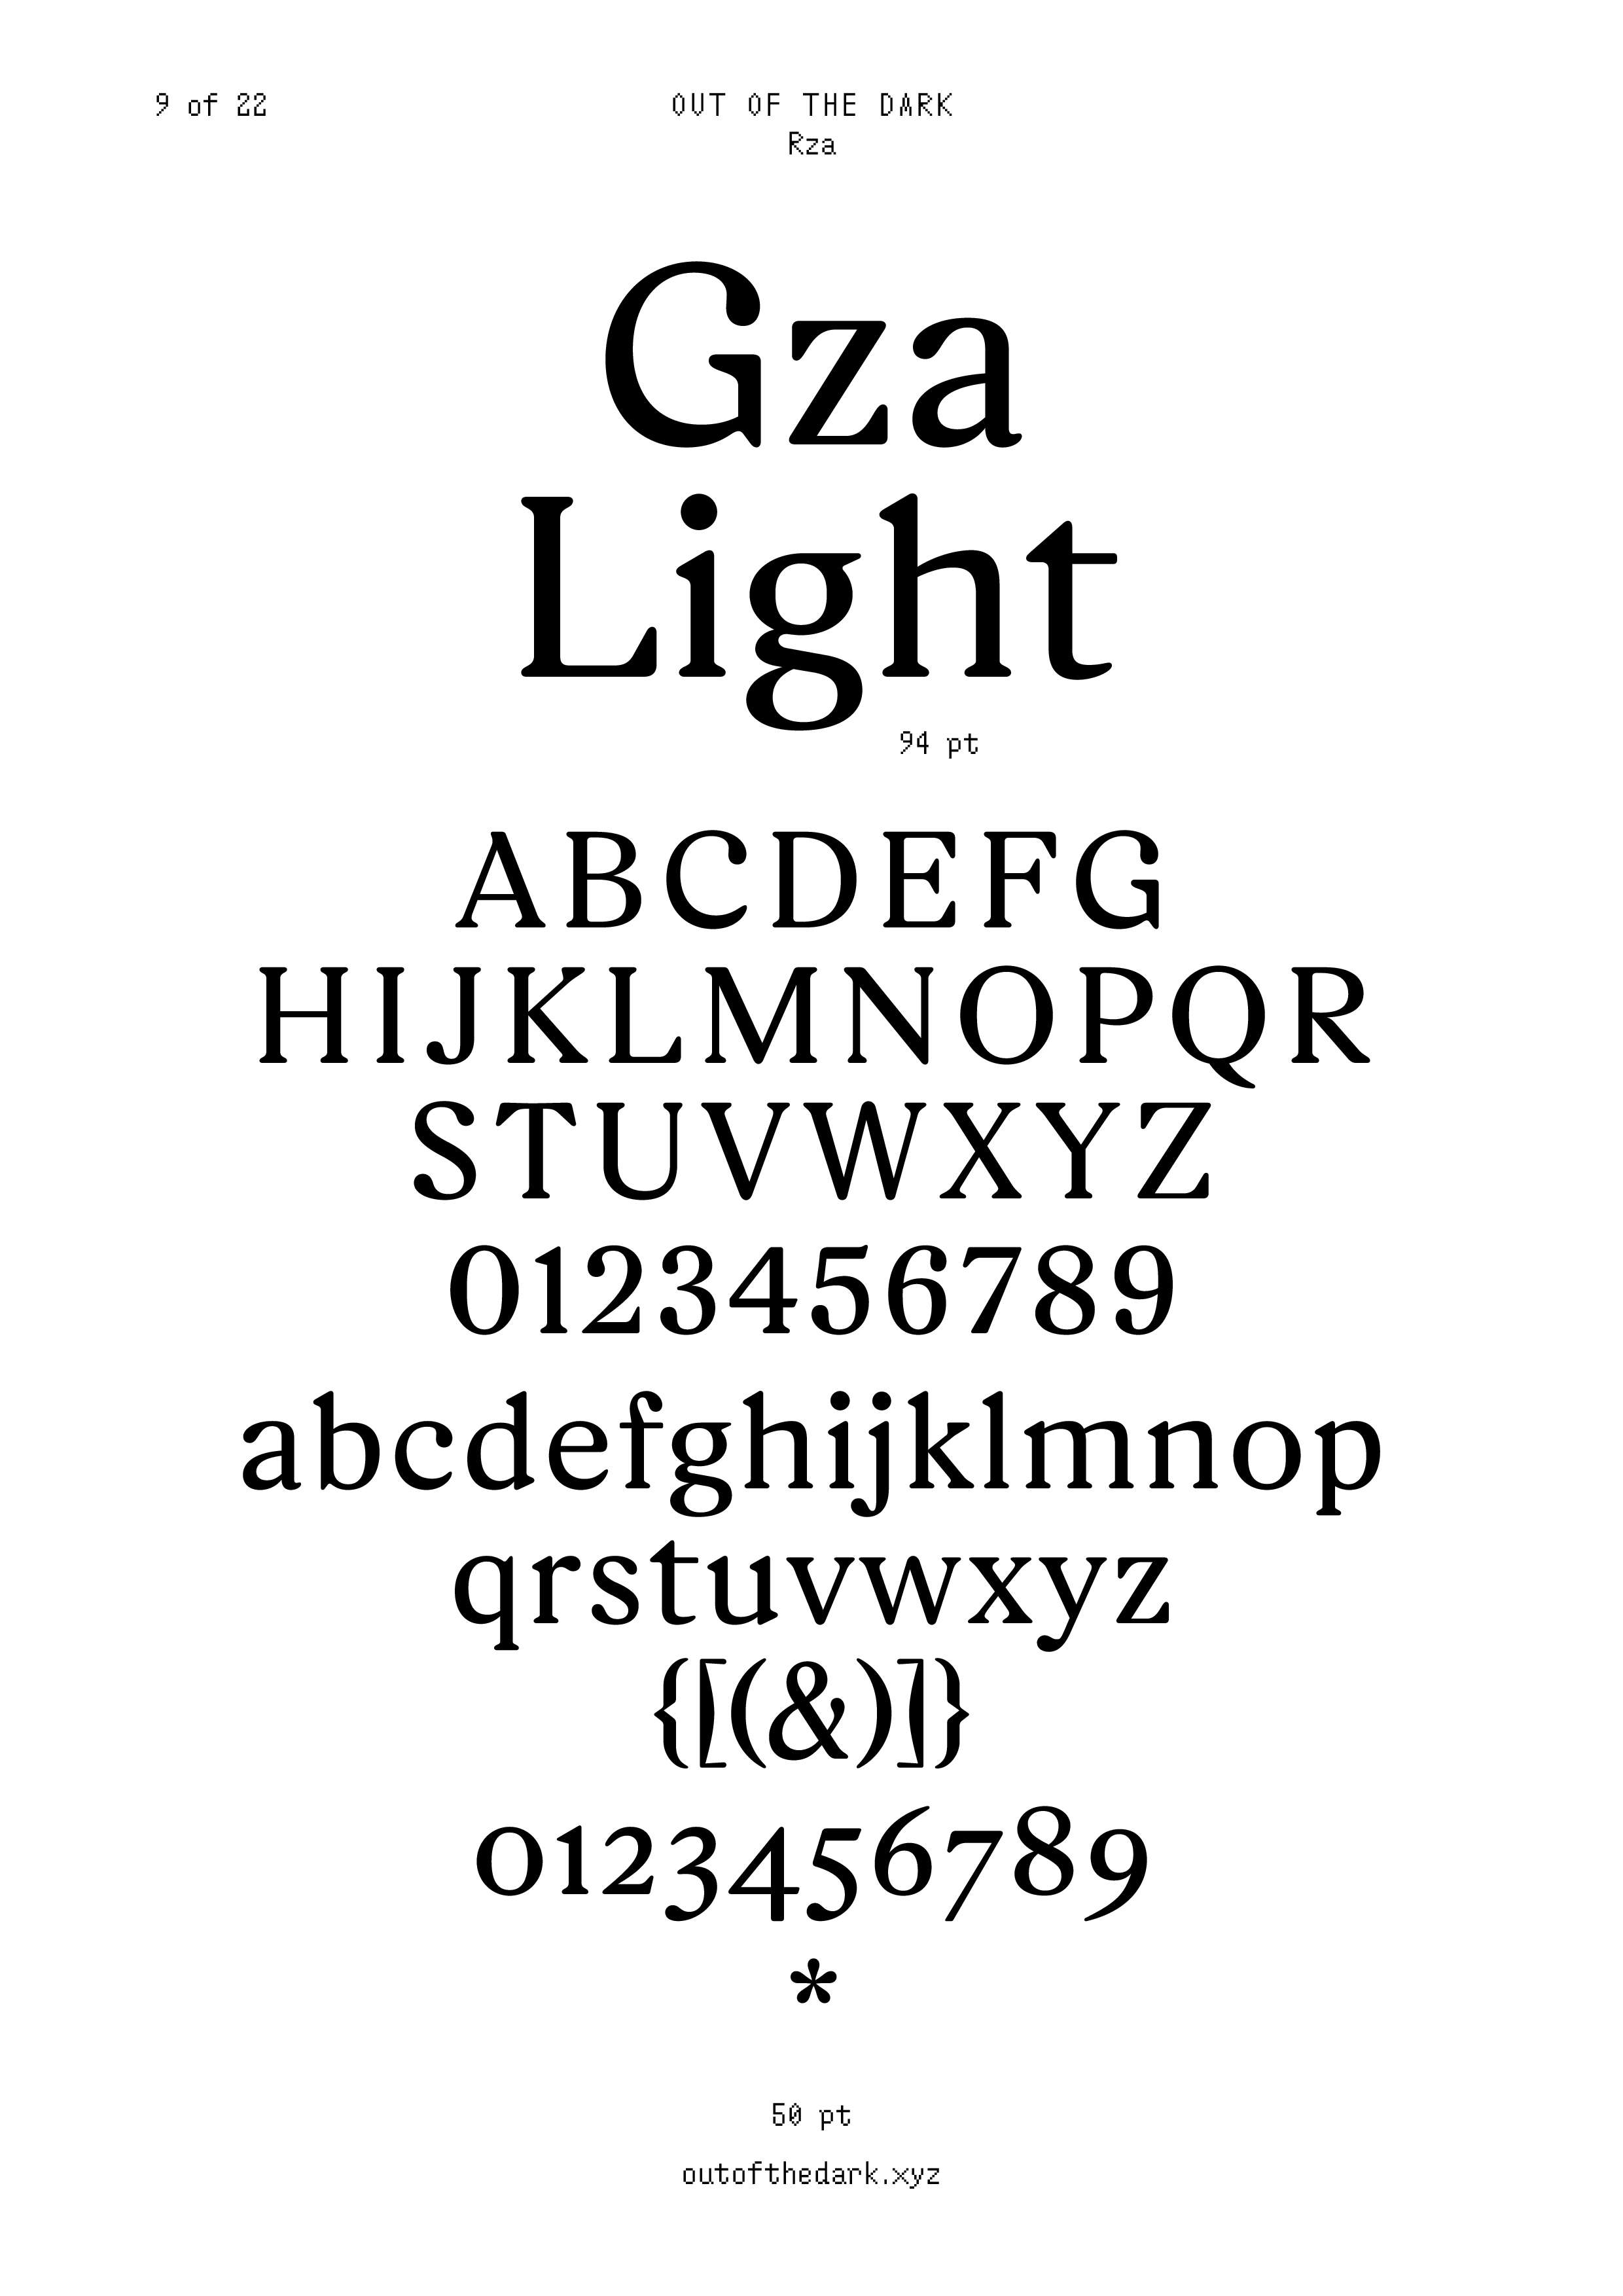 9 of 22
OUT OF THE DARK
Rza
Gza
Light
94 pt
ABCDEFG
HIJKLMNOPQR
STUVWXYZ
0123456789
abcdefghijklmnop
qrstuvwxyz
{[(&)]}
0123456789
*
50 pt
outofthedark.xyz